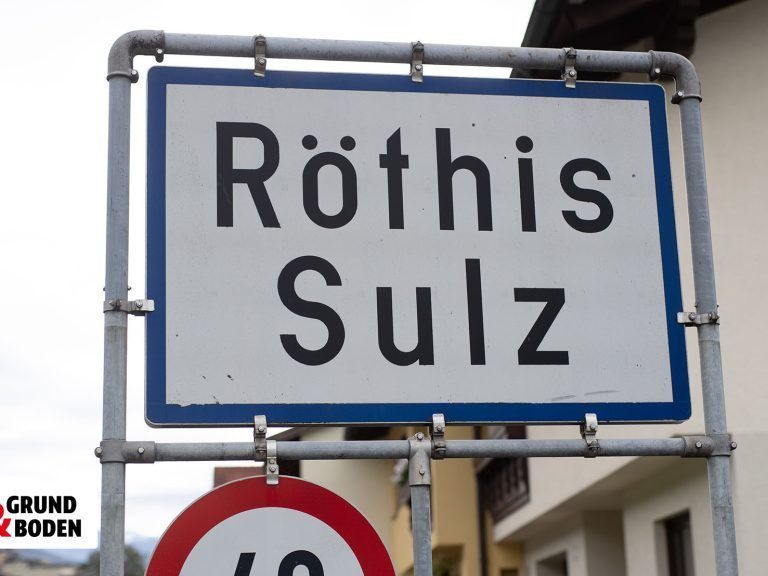 Röthis
Sulz
GRUND
& BODEN